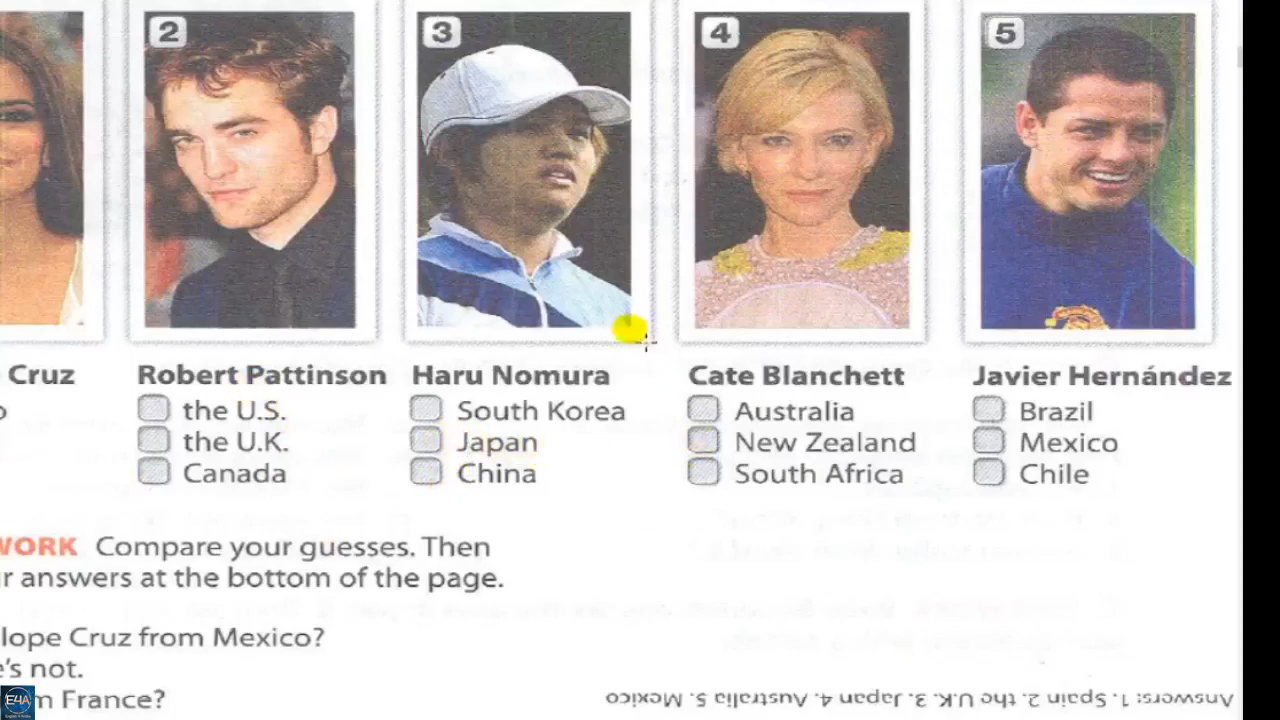 2
3
4
5
Cruz
Robert Pattinson
the U.S.
the U.K.
Canada
Haru Nomura
South Korea
Japan
China
Cate Blanchett
Australia
New Zealand
South Africa
Javier Hernández
Brazil
Mexico
Chile
WORK Compare your guesses. Then
r answers at the bottom of the page.
lope Cruz from Mexico?
e's not.
m France?
Answers: 1. Spain 2. the U.K. 3. Japan 4. Australia 5. Mexico
E4A